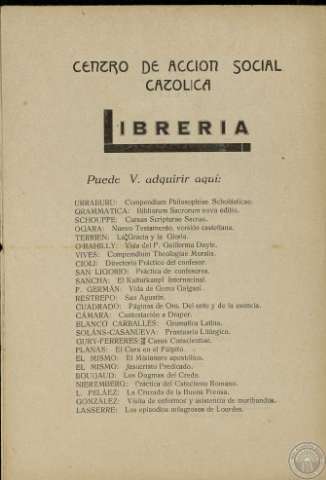 CENTRO DE ACCION SOCIAL
CATOLICA
LIBRERIA
Puede V. adquirir aquí:
URRABURU: Compendium Philosophiae Scholasticae.
GRAMMATICA: Bibliorum Sacrorum nova editio.
SCHOUPPE: Cursus Scripturae Sacrae.
OGARA: Nuevo Testamento, versión castellana.
TERRIEN: La Gracia y la Gloria.
O'RAHILLY: Vida del P. Guillermo Doyle.
VIVES: Compendium Theologiae Moralis.
CIOLI: Directorio Práctico del confesor.
SAN LIGORIO: Práctica de confesores.
SANCHA: El Kulturkampf Internacional.
P. GERMÁN: Vida de Gema Galgani.
RESTREPO: San Agustín.
CUADRADO: Páginas de Oro. Del arte y de la esencia.
CÁMARA: Contestación a Draper.
BLANCO CARBALLES: Gramática Latina.
SOLÁNS-CASANUEVA: Prontuario Litúrgico.
GURY-FERRERES: Casus Conscientiae.
PLANAS: El Cura en el Púlpito.
EL MISMO: El Misionero apostólico.
EL MISMO: Jesucristo Predicado.
BOUGAUD: Los Dogmas del Credo.
NIEREMBERG: Práctica del Catecismo Romano.
L. PELÁEZ: La Cruzada de la Buena Prensa.
GONZÁLEZ: Visita de enfermos y asistencia de moribundos.
LASSERRE: Los episodios milagrosos de Lourdes.